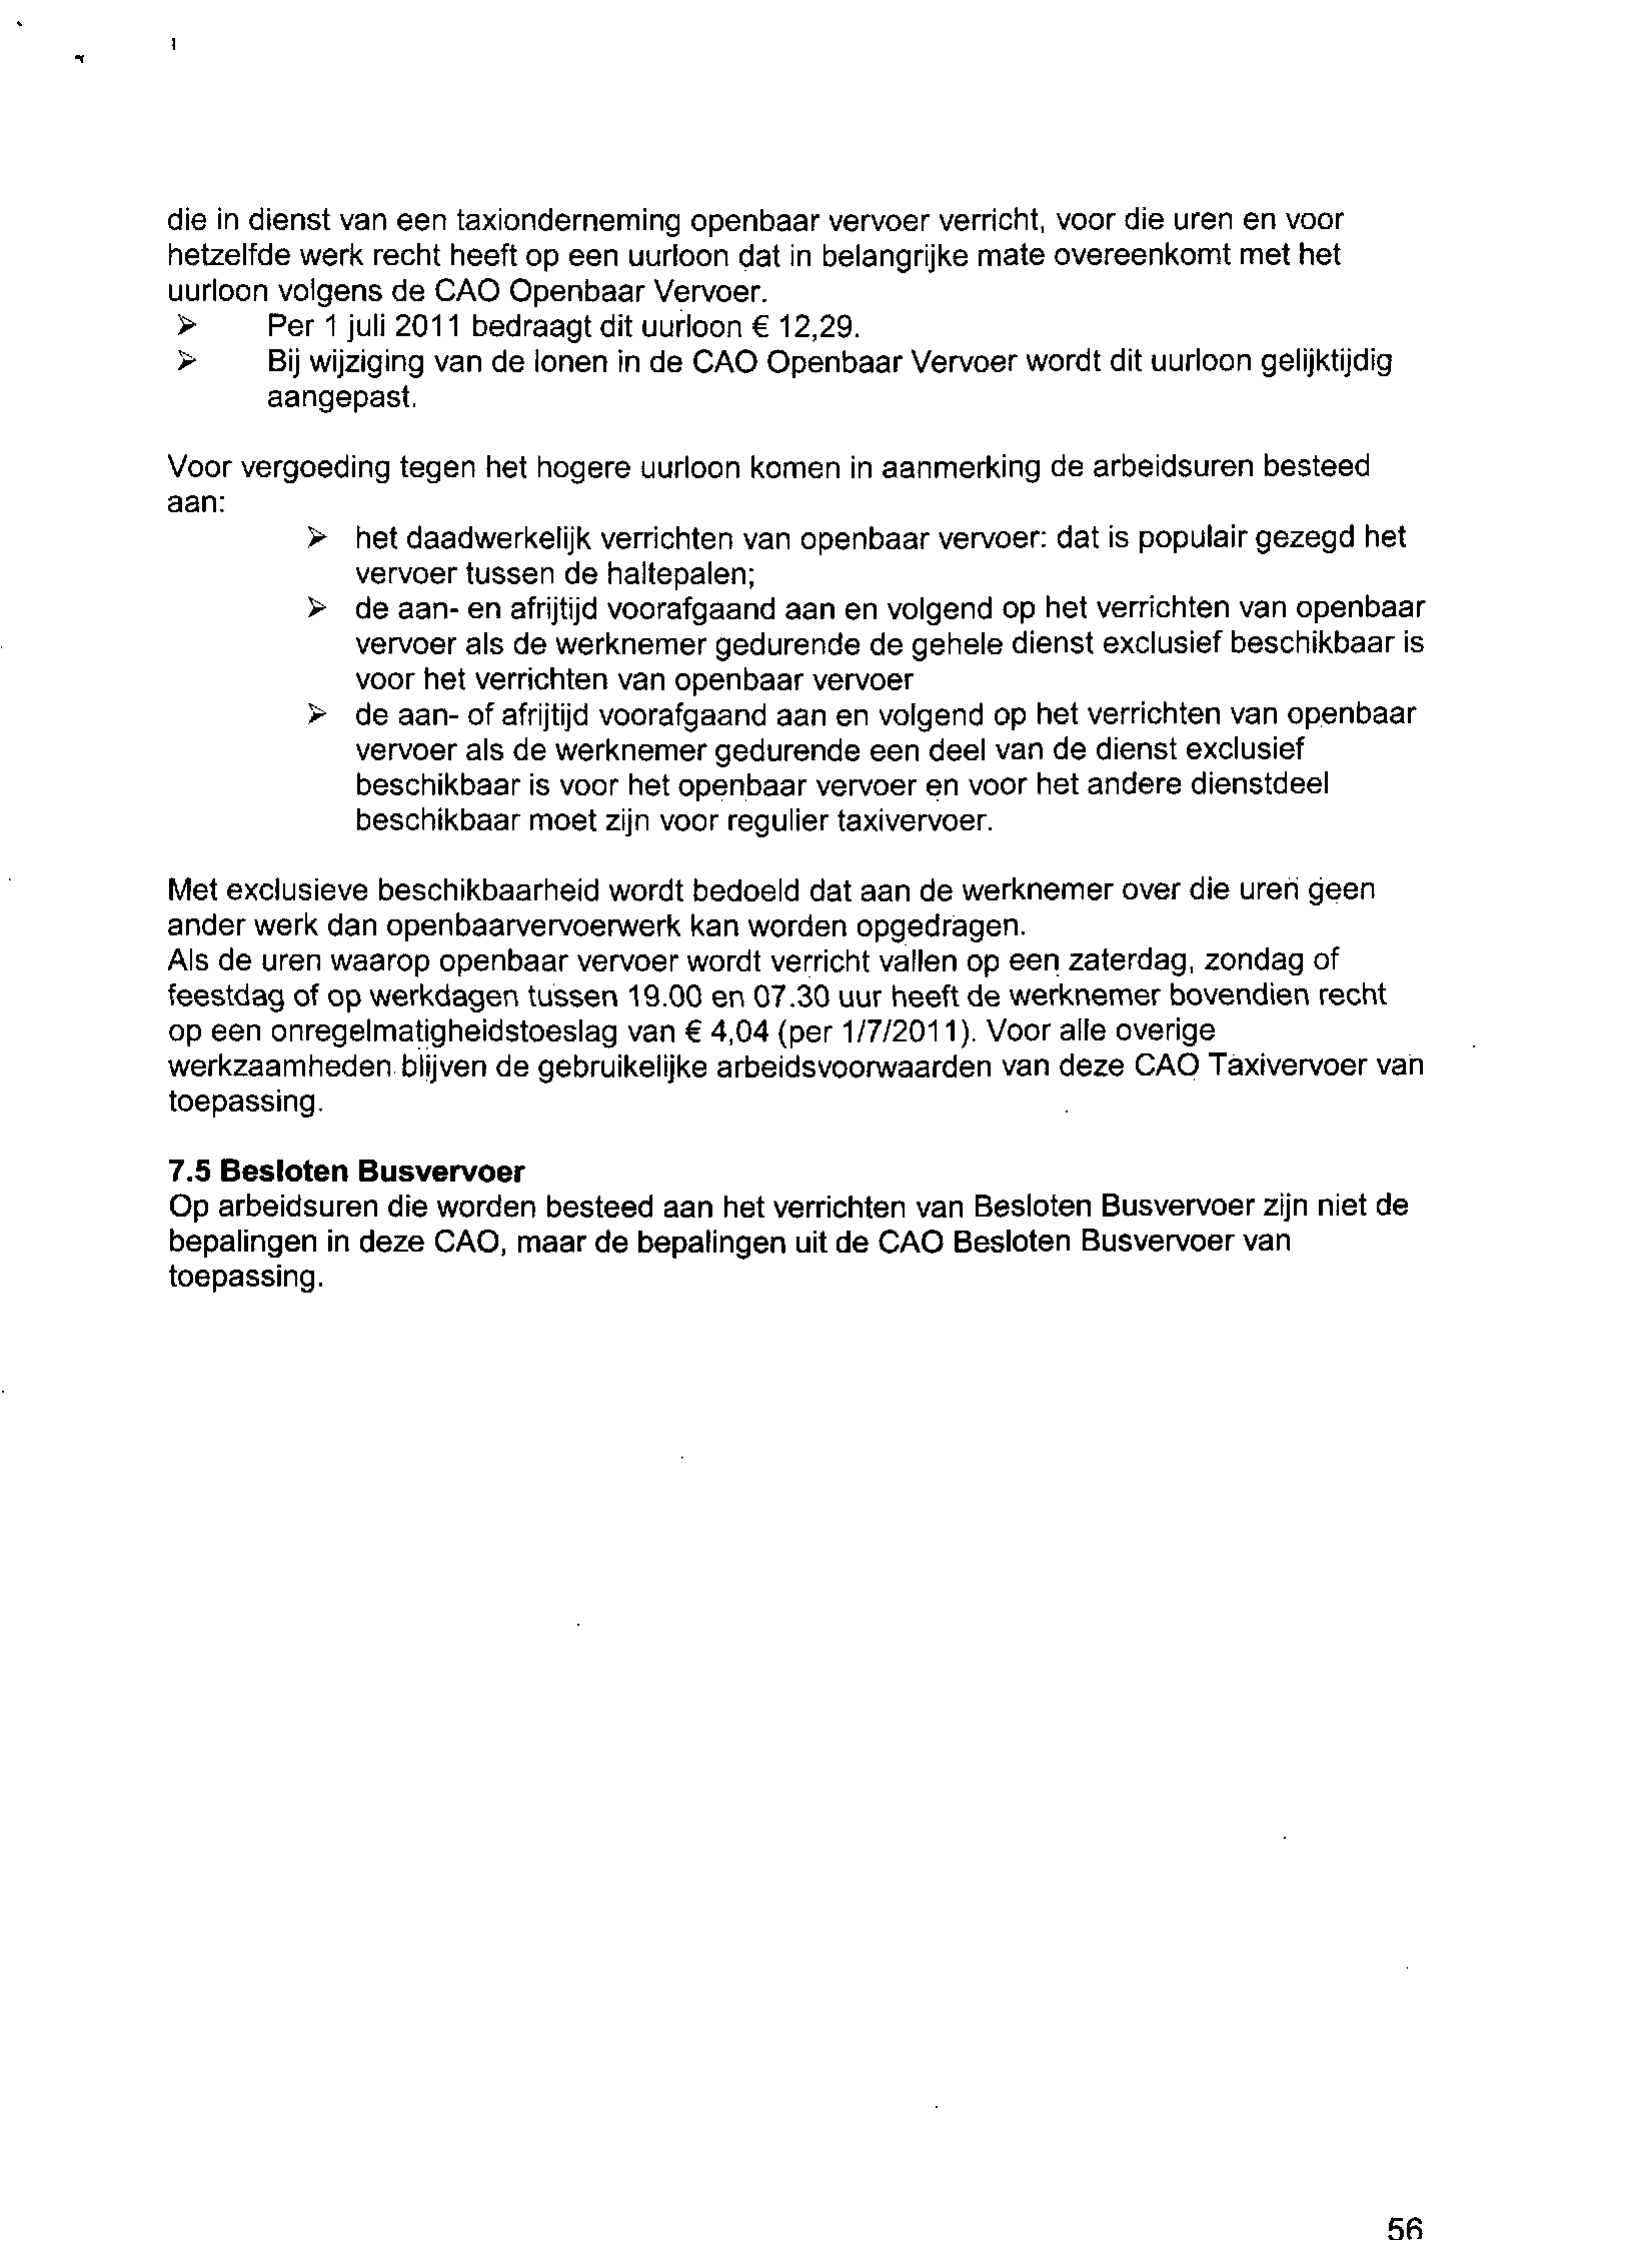 die in dienst van een taxionderneming openbaar vervoer verricht, voor die uren en voor
hetzelfde werk recht heeft op een uurloon dat in belangrijke mate overeenkomt met het
uurloon volgens de CAO Openbaar Vervoer.
➢ Per 1 juli 2011 bedraagt dit uurloon € 12,29.
➢ Bij wijziging van de lonen in de CAO Openbaar Vervoer wordt dit uurloon gelijktijdig
aangepast.
Voor vergoeding tegen het hogere uurloon komen in aanmerking de arbeidsuren besteed
aan:
➢ het daadwerkelijk verrichten van openbaar vervoer: dat is populair gezegd het
vervoer tussen de haltepalen;
➢ de aan- en afrijtijd voorafgaand aan en volgend op het verrichten van openbaar
vervoer als de werknemer gedurende de gehele dienst exclusief beschikbaar is
voor het verrichten van openbaar vervoer
➢ de aan- of afrijtijd voorafgaand aan en volgend op het verrichten van openbaar
vervoer als de werknemer gedurende een deel van de dienst exclusief
beschikbaar is voor het openbaar vervoer en voor het andere dienstdeel
beschikbaar moet zijn voor regulier taxivervoer.
Met exclusieve beschikbaarheid wordt bedoeld dat aan de werknemer over die uren geen
ander werk dan openbaarvervoerwerk kan worden opgedragen.
Als de uren waarop openbaar vervoer wordt verricht vallen op een zaterdag, zondag of
feestdag of op werkdagen tussen 19.00 en 07.30 uur heeft de werknemer bovendien recht
op een onregelmatigheidstoeslag van € 4,04 (per 1/7/2011). Voor alle overige
werkzaamheden blijven de gebruikelijke arbeidsvoorwaarden van deze CAO Taxivervoer van
toepassing.
7.5 Besloten Busvervoer
Op arbeidsuren die worden besteed aan het verrichten van Besloten Busvervoer zijn niet de
bepalingen in deze CAO, maar de bepalingen uit de CAO Besloten Busvervoer van
toepassing.
56